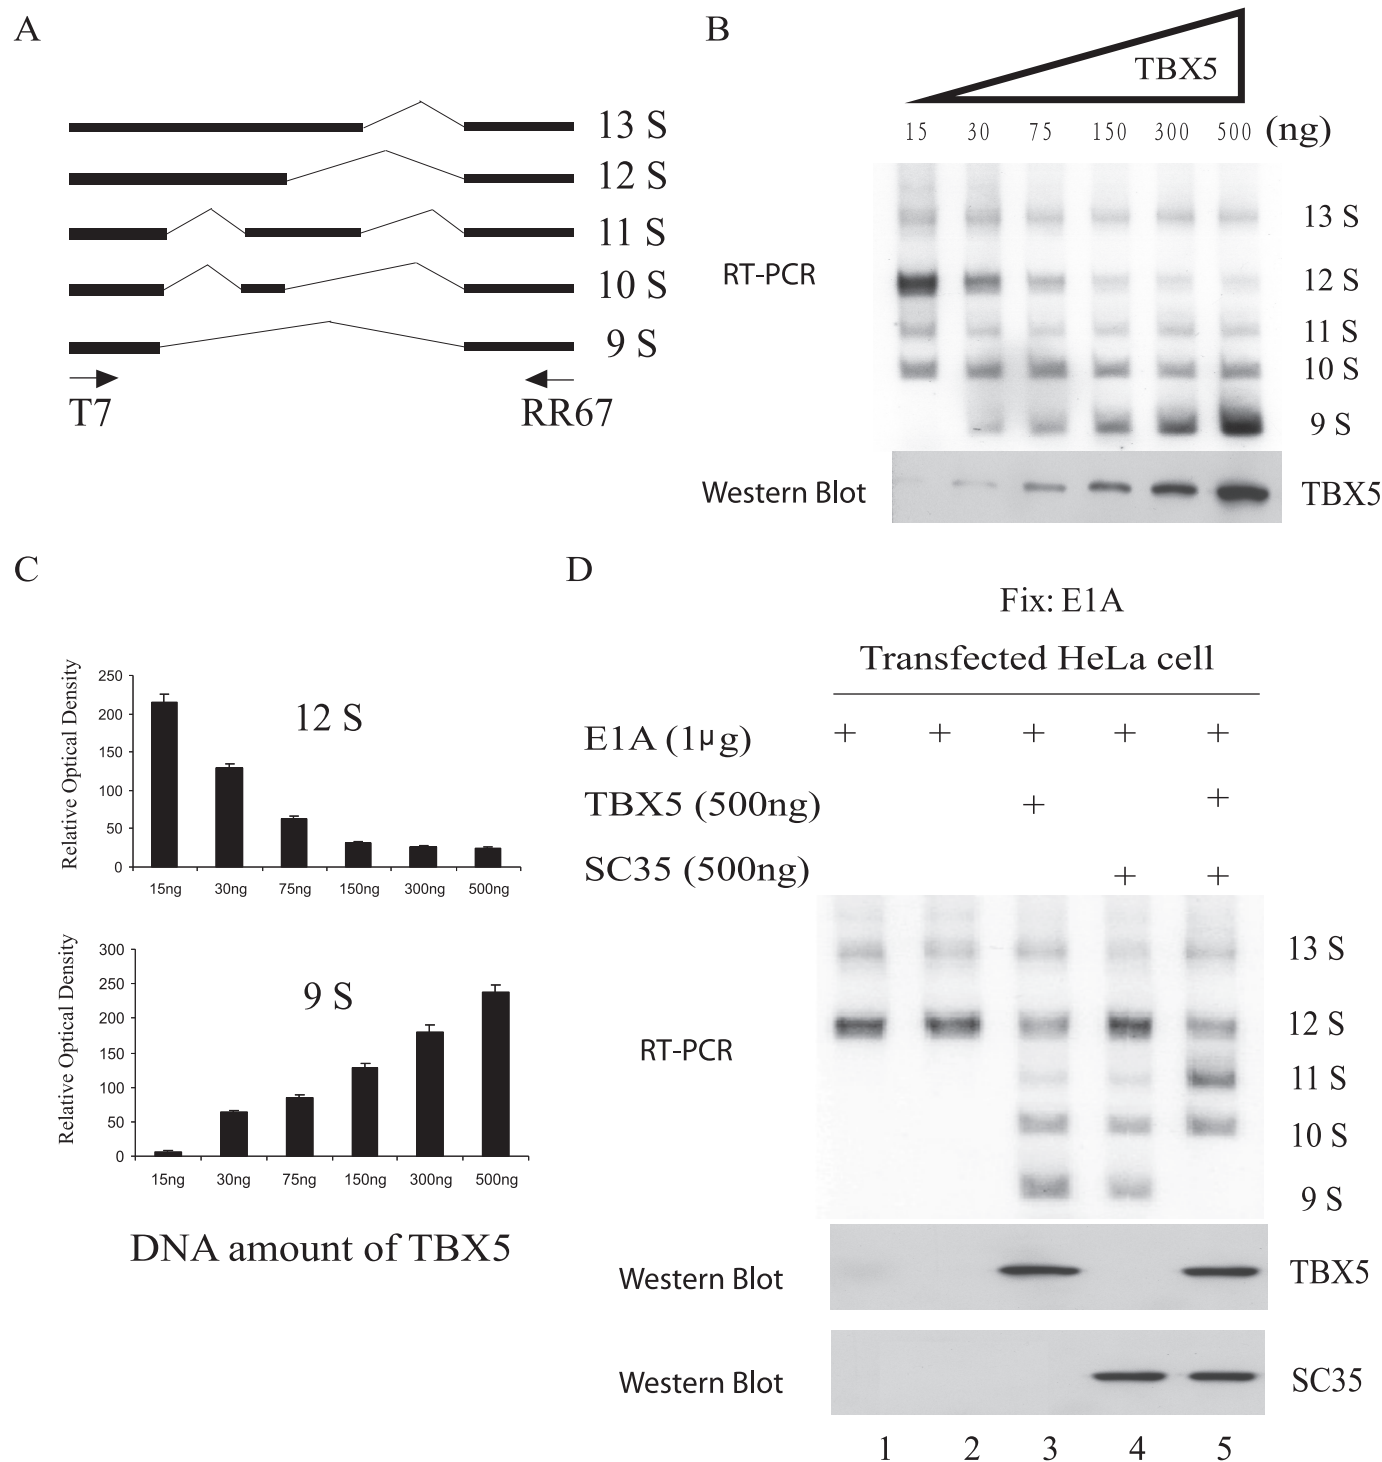 A
13 S
12 S
11 S
10 S
9 S
T7 RR67
B
TBX5
15 30 75 150 300 500 (ng)
RT-PCR
13 S
12 S
11 S
10 S
9 S
Western Blot TBX5
C
Relative Optical Density
250
200
150
100
50
0
12 S
15ng 30ng 75ng 150ng 300ng 500ng
Relative Optical Density
300
250
200
150
100
50
0
9 S
15ng 30ng 75ng 150ng 300ng 500ng
DNA amount of TBX5
D
Fix: E1A
Transfected HeLa cell
E1A (1μg) + + + + +
TBX5 (500ng) + +
SC35 (500ng) + +
RT-PCR
13 S
12 S
11 S
10 S
9 S
Western Blot TBX5
Western Blot SC35
1 2 3 4 5